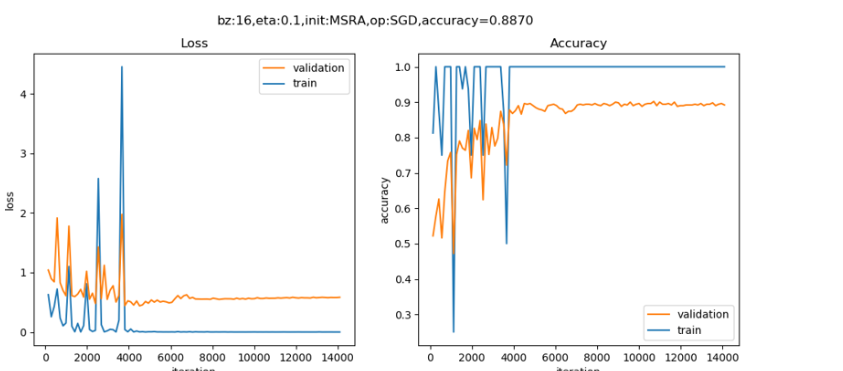 bz:16,eta:0.1,init:MSRA,op:SGD,accuracy=0.8870
Loss
validation
train
loss
4
3
2
1
0
0 2000 4000 6000 8000 10000 12000 14000
iteration
Accuracy
accuracy
1.0
0.9
0.8
0.7
0.6
0.5
0.4
0.3
validation
train
0 2000 4000 6000 8000 10000 12000 14000
iteration